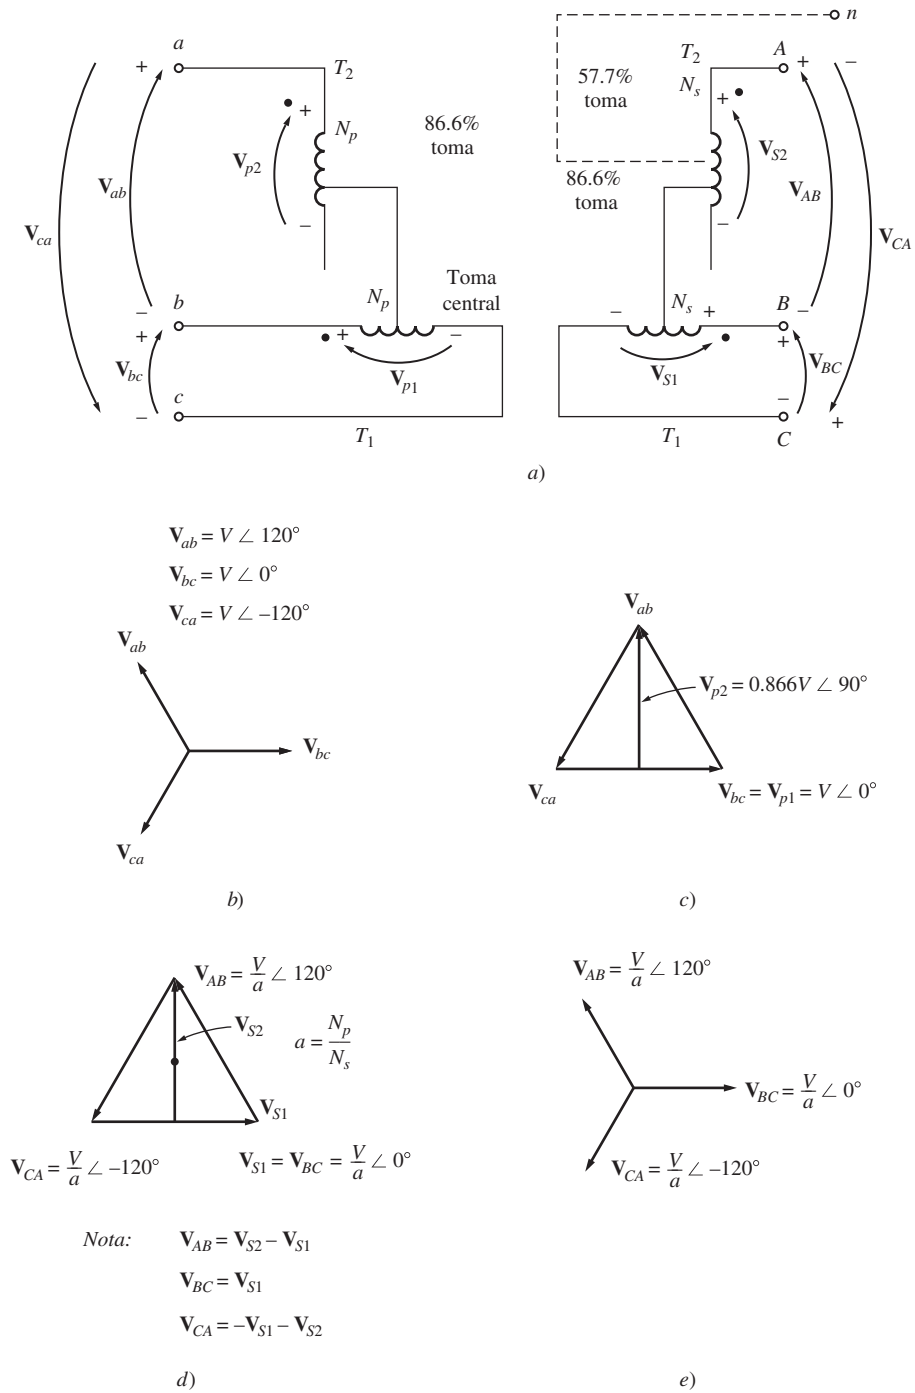 n
a
+
T2
Np
86.6%
toma
+
Vp2
–
Vab
Vca
–
b
+
Vbc
–
c
Np
Toma
central
+
–
Vp1
T1
57.7%
toma
T2
A
Ns
+
–
+
VS2
86.6%
toma
–
VAB
VCA
–
Ns
+
B
–
+
VS1
VBC
–
C
+
T1
a)
Vab = V ∠ 120°
Vbc = V ∠ 0°
Vca = V ∠ –120°
Vab
Vbc
Vca
b)
Vab
Vp2 = 0.866V ∠ 90°
Vca
Vbc = Vp1 = V ∠ 0°
c)
VAB = V/a ∠ 120°
VS2
a = Np/Ns
VS1
VCA = V/a ∠ –120°
VS1 = VBC = V/a ∠ 0°
Nota: VAB = VS2 – VS1
VBC = VS1
VCA = –VS1 – VS2
d)
VAB = V/a ∠ 120°
VBC = V/a ∠ 0°
VCA = V/a ∠ –120°
e)